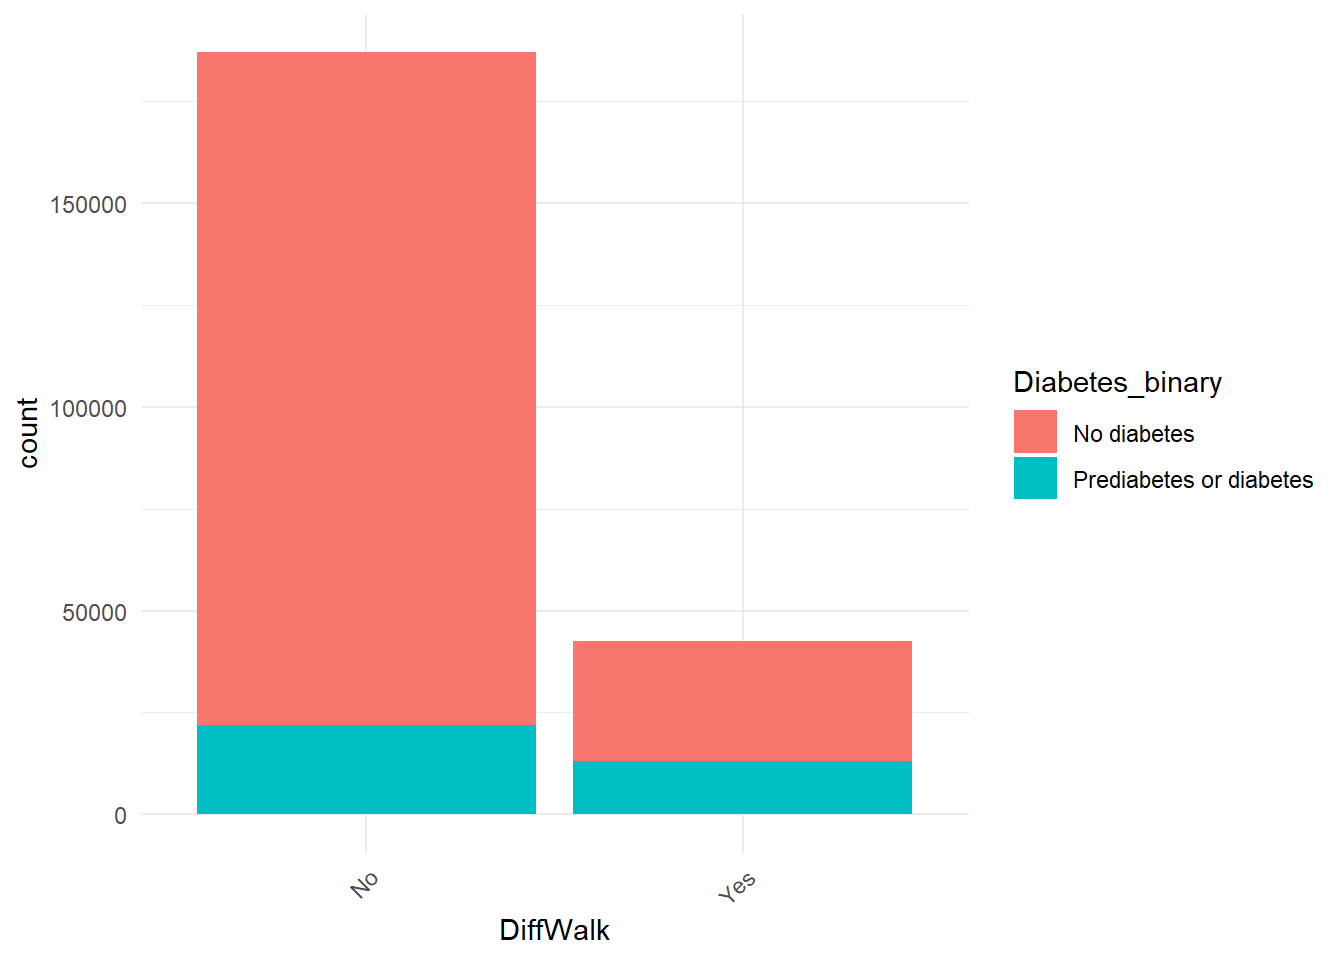 150000
100000
50000
0
count
No
Yes
DiffWalk
Diabetes_binary
No diabetes
Prediabetes or diabetes